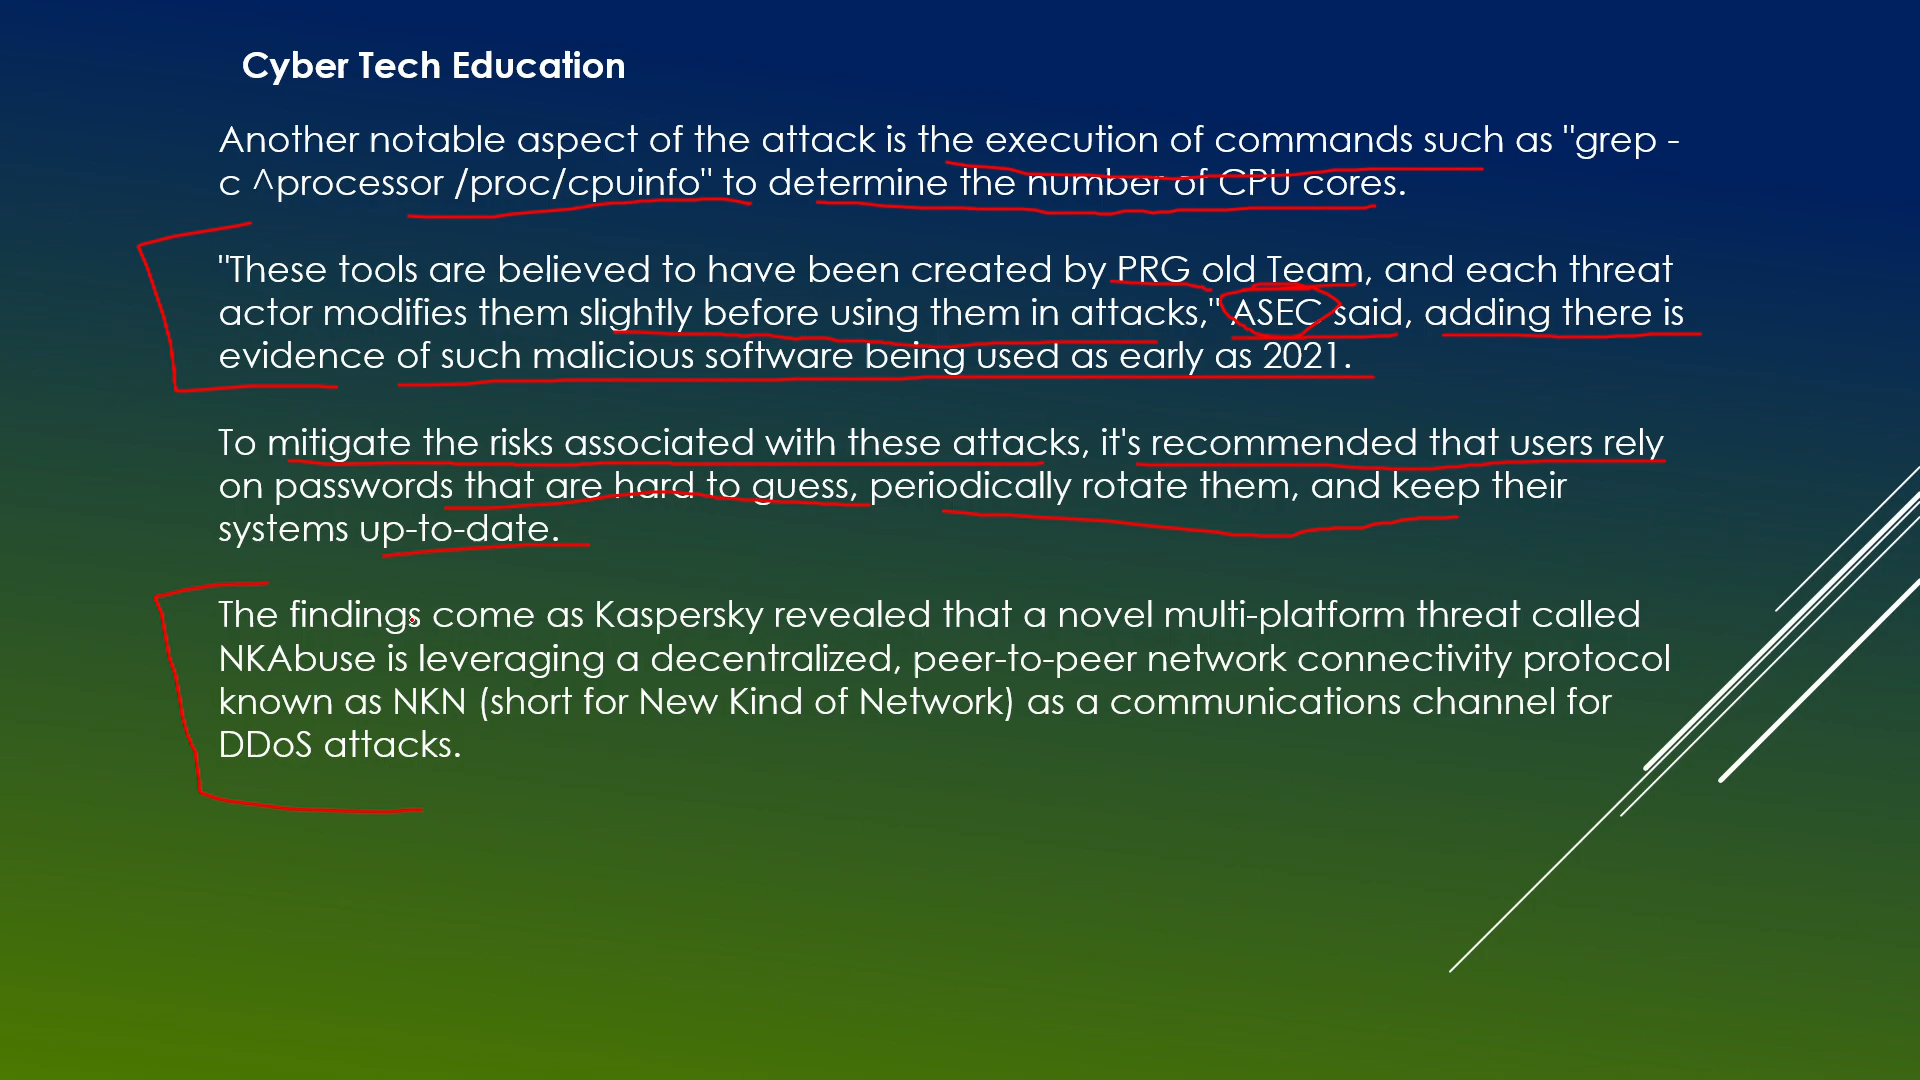 Cyber Tech Education
Another notable aspect of the attack is the execution of commands such as "grep -
c ^processor /proc/cpuinfo" to determine the number of CPU cores.
"These tools are believed to have been created by PRG old Team, and each threat
actor modifies them slightly before using them in attacks," ASEC said, adding there is
evidence of such malicious software being used as early as 2021.
To mitigate the risks associated with these attacks, it's recommended that users rely
on passwords that are hard to guess, periodically rotate them, and keep their
systems up-to-date.
The findings come as Kaspersky revealed that a novel multi-platform threat called
NKAbuse is leveraging a decentralized, peer-to-peer network connectivity protocol
known as NKN (short for New Kind of Network) as a communications channel for
DDoS attacks.